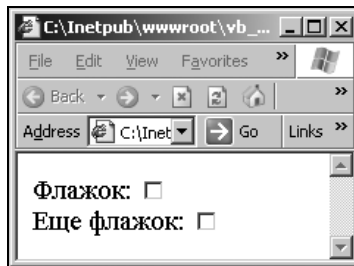 C:\Inetpub\wwwroot\vb_...
File Edit View Favorites »
Back »
Address C:\Inet Go Links »
Флажок:
Еще флажок: